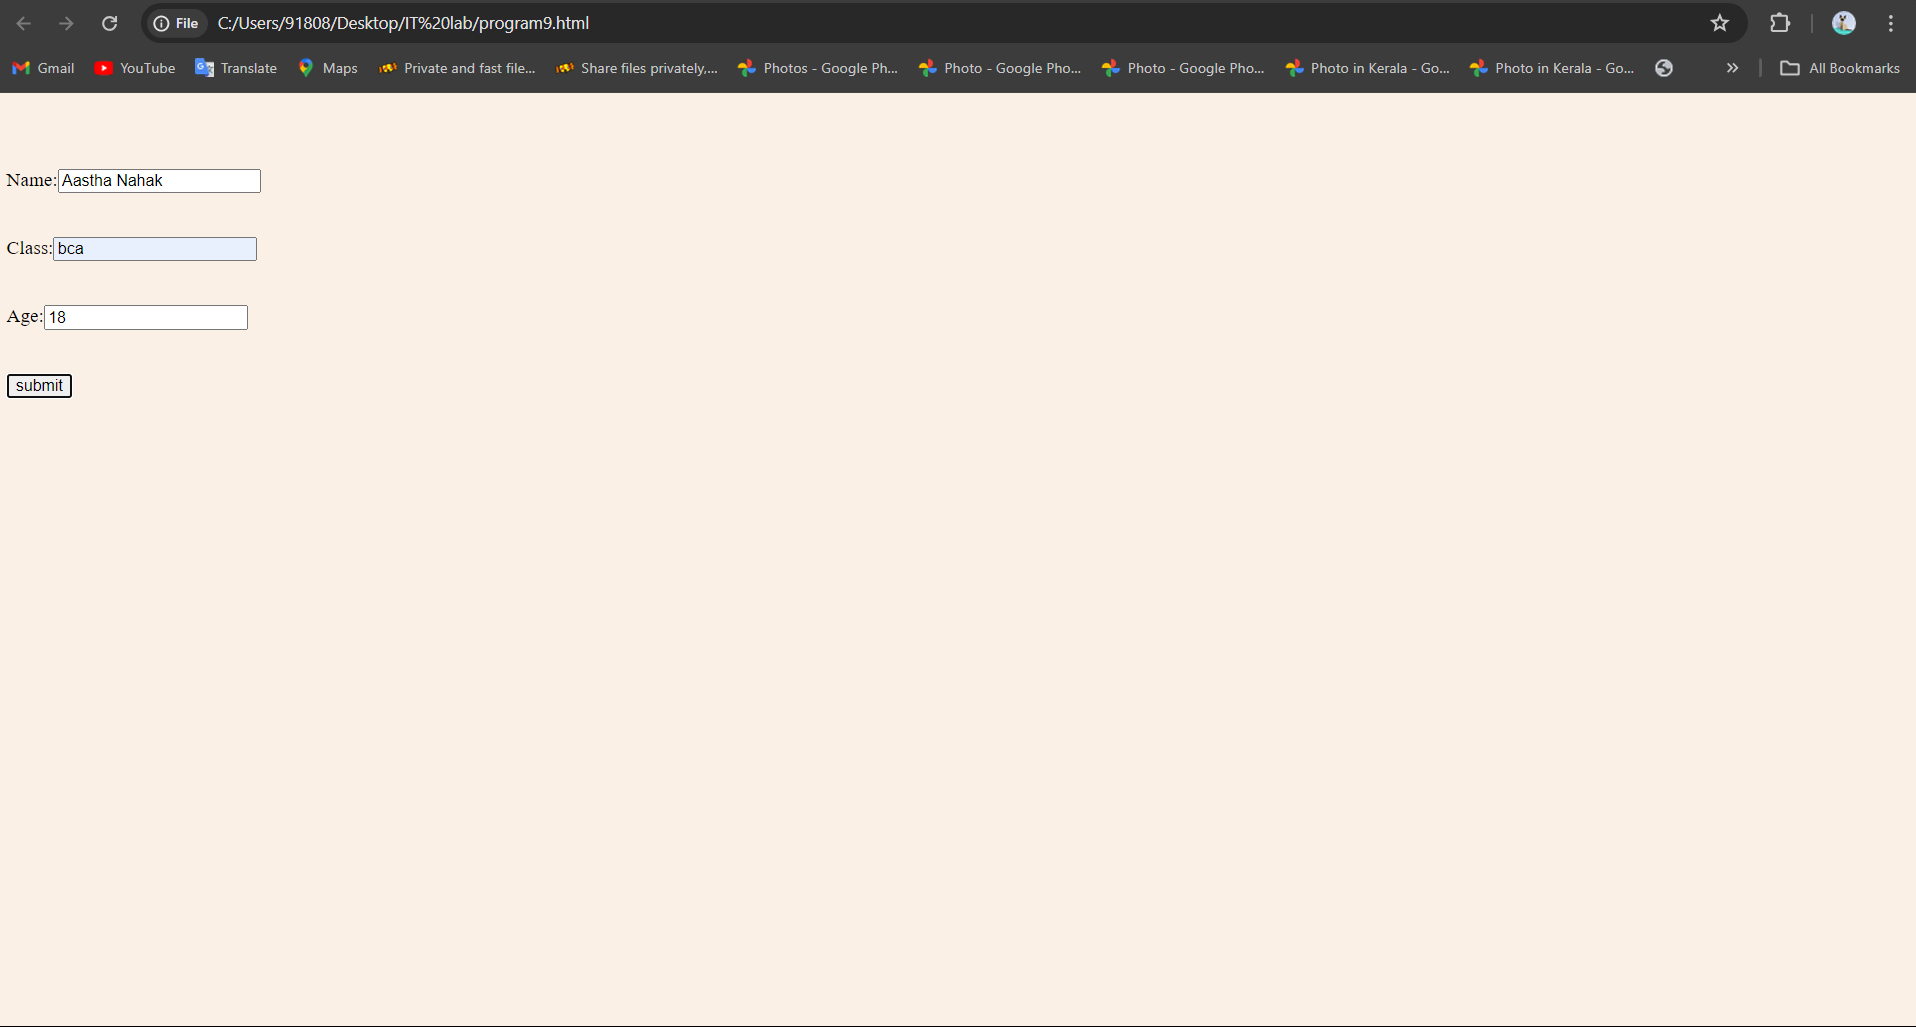 File C:/Users/91808/Desktop/IT%20lab/program9.html
Gmail YouTube Translate Maps Private and fast file... Share files privately,... Photos - Google Ph... Photo - Google Pho... Photo - Google Pho... Photo in Kerala - Go... Photo in Kerala - Go... » All Bookmarks
Name: Aastha Nahak
Class: bca
Age: 18
submit